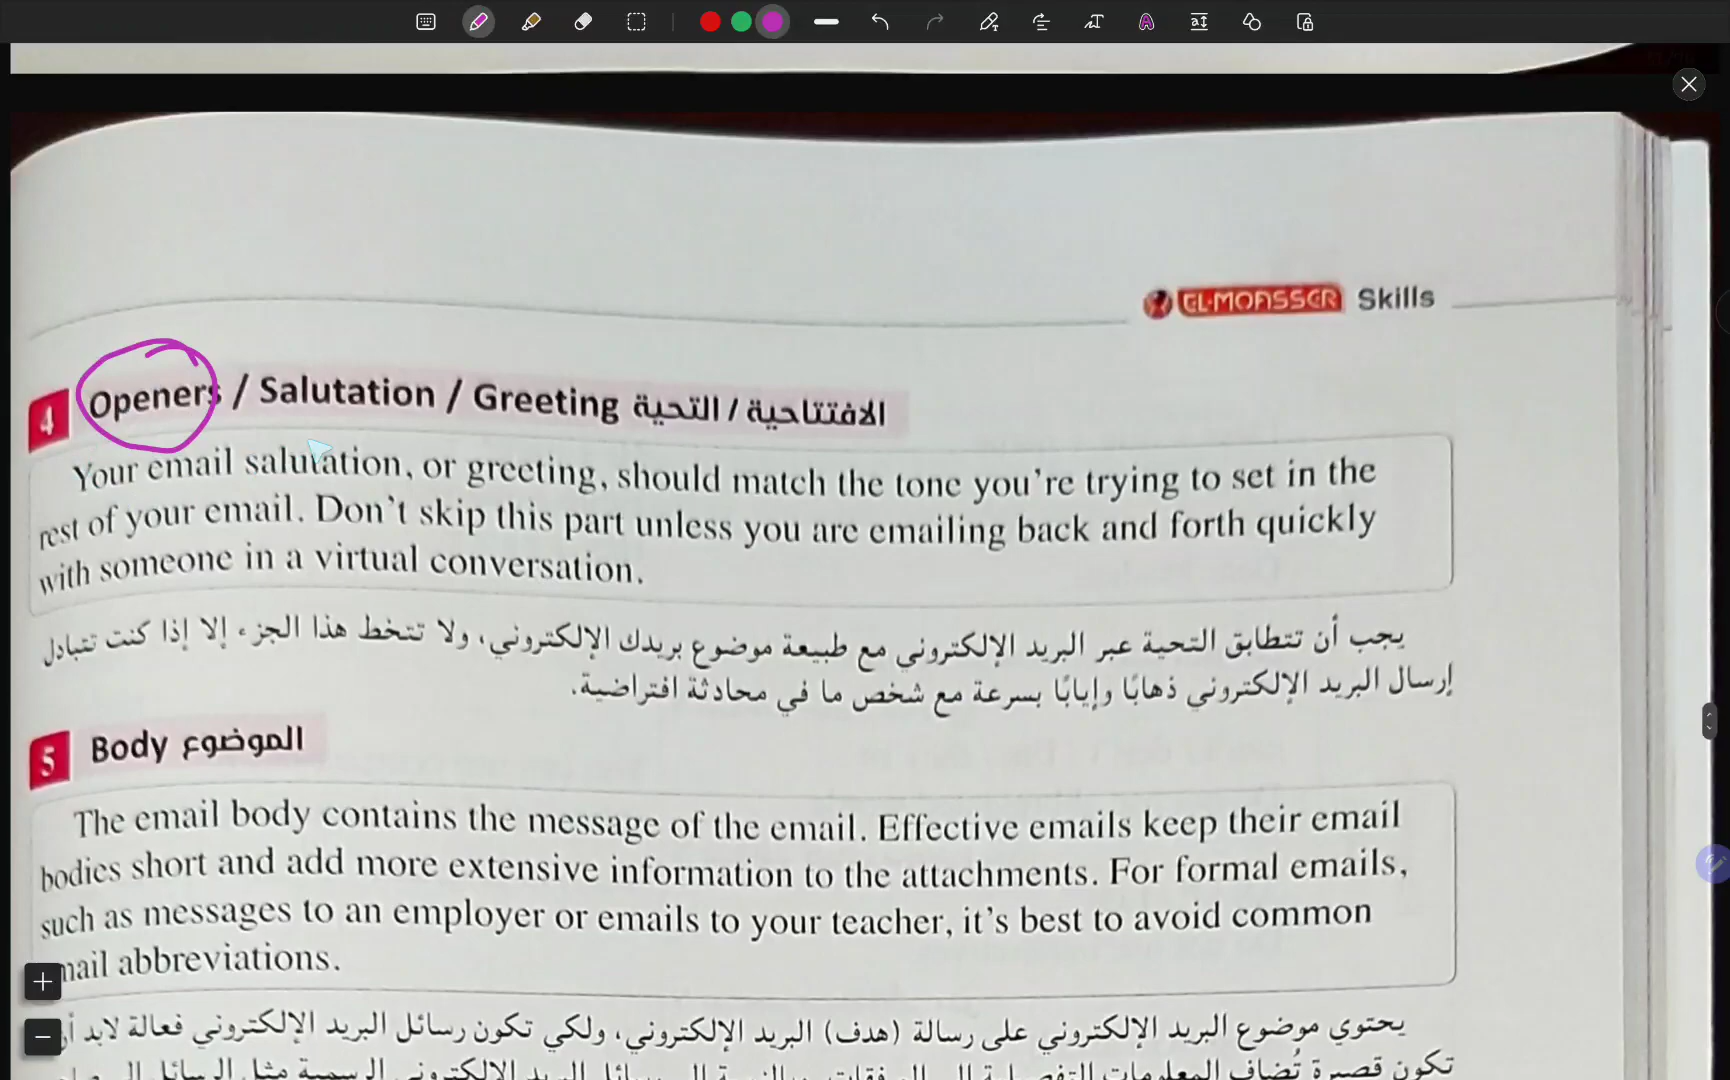 EL-MOASSER Skills
4 Openers / Salutation / Greeting الافتتاحية / التحية
Your email salutation, or greeting, should match the tone you're trying to set in the
rest of your email. Don't skip this part unless you are emailing back and forth quickly
with someone in a virtual conversation.
يجب أن تتطابق التحية عبر البريد الإلكتروني مع طبيعة موضوع بريدك الإلكتروني، ولا تتخط هذا الجزء إلا إذا كنت تتبادل
إرسال البريد الإلكتروني ذهابًا وإيابًا بسرعة مع شخص ما في محادثة افتراضية.
5 Body الموضوع
The email body contains the message of the email. Effective emails keep their email
bodies short and add more extensive information to the attachments. For formal emails,
such as messages to an employer or emails to your teacher, it's best to avoid common
mail abbreviations.
يحتوي موضوع البريد الإلكتروني على رسالة (هدف) البريد الإلكتروني، ولكي تكون رسائل البريد الإلكتروني فعالة لابد أن
تكون قصيرة تُضاف المعلومات التفصيلية